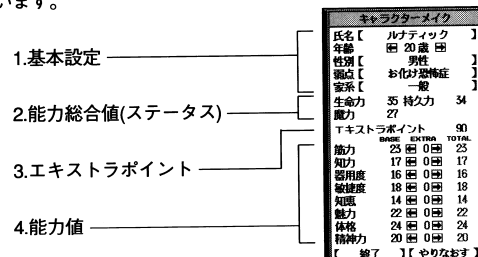 います。
1.基本設定
2.能力総合値(ステータス)
3.エキストラポイント
4.能力値
キャラクターメイク
氏名【 ルナティック 】
年齢 ← 20歳 →
性別【 男性 】
弱点【 お化け恐怖症 】
家系【 一般 】
生命力 35 持久力 34
魔力 27
エキストラポイント 90
BASE EXTRA TOTAL
筋力 23 ← 0 → 23
知力 17 ← 0 → 17
器用度 16 ← 0 → 16
敏捷度 18 ← 0 → 18
知恵 14 ← 0 → 14
魅力 22 ← 0 → 22
体格 24 ← 0 → 24
精神力 20 ← 0 → 20
【 終了 】【 やりなおす 】